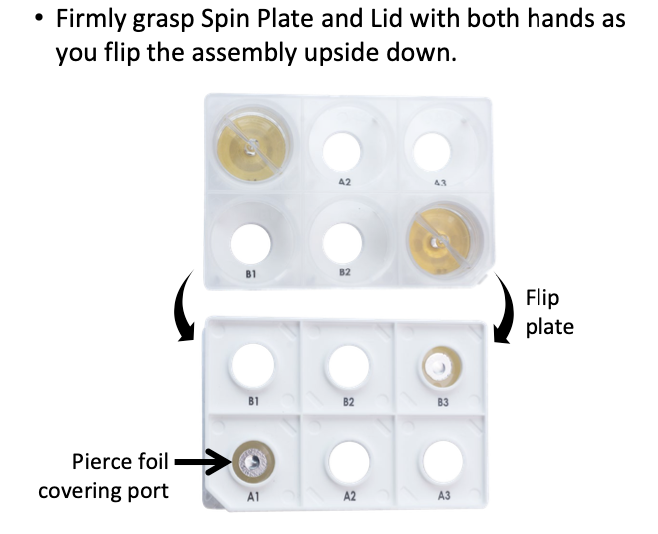 • Firmly grasp Spin Plate and Lid with both hands as
you flip the assembly upside down.
A2
A3
B1
B2
Flip
plate
B1
B2
B3
Pierce foil
covering port
A1
A2
A3